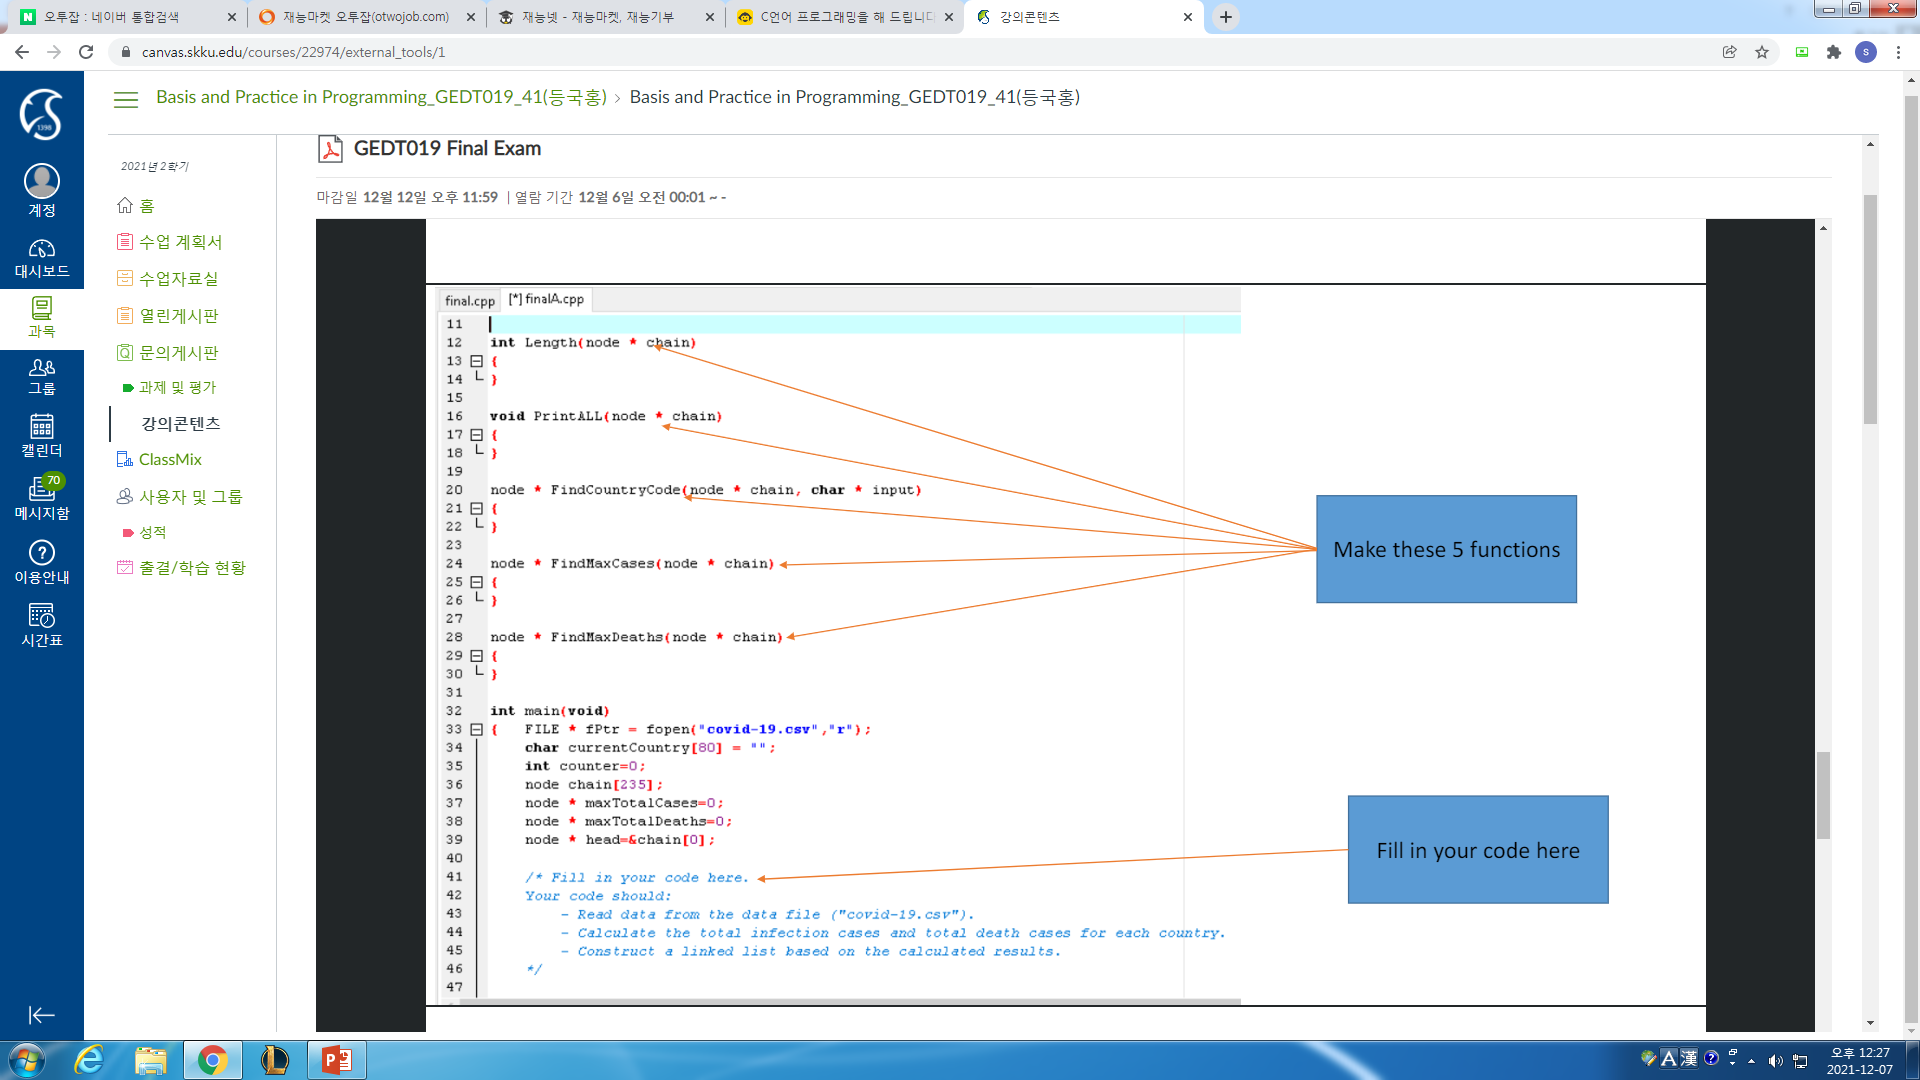 오투잡 : 네이버 통합검색
재능마켓 오투잡(otwojob.com)
재능넷 - 재능마켓, 재능기부
C언어 프로그래밍을 해 드립니다
강의콘텐츠
canvas.skku.edu/courses/22974/external_tools/1
S
1398
계정
대시보드
과목
그룹
캘린더
70
메시지함
이용안내
시간표
Basis and Practice in Programming_GEDT019_41(등국홍) › Basis and Practice in Programming_GEDT019_41(등국홍)
2021년 2학기
홈
수업 계획서
수업자료실
열린게시판
문의게시판
과제 및 평가
강의콘텐츠
ClassMix
사용자 및 그룹
성적
출결/학습 현황
GEDT019 Final Exam
마감일 12월 12일 오후 11:59 | 열람 기간 12월 6일 오전 00:01 ~ -
final.cpp [*] finalA.cpp
11
12 int Length(node * chain)
13 {
14 }
15
16 void PrintALL(node * chain)
17 {
18 }
19
20 node * FindCountryCode(node * chain, char * input)
21 {
22 }
23
24 node * FindMaxCases(node * chain)
25 {
26 }
27
28 node * FindMaxDeaths(node * chain)
29 {
30 }
31
32 int main(void)
33 { FILE * fPtr = fopen("covid-19.csv","r");
34 char currentCountry[80] = "";
35 int counter=0;
36 node chain[235];
37 node * maxTotalCases=0;
38 node * maxTotalDeaths=0;
39 node * head=&chain[0];
40
41 /* Fill in your code here.
42 Your code should:
43 - Read data from the data file ("covid-19.csv").
44 - Calculate the total infection cases and total death cases for each country.
45 - Construct a linked list based on the calculated results.
46 */
47
Make these 5 functions
Fill in your code here
A 漢
오후 12:27
2021-12-07